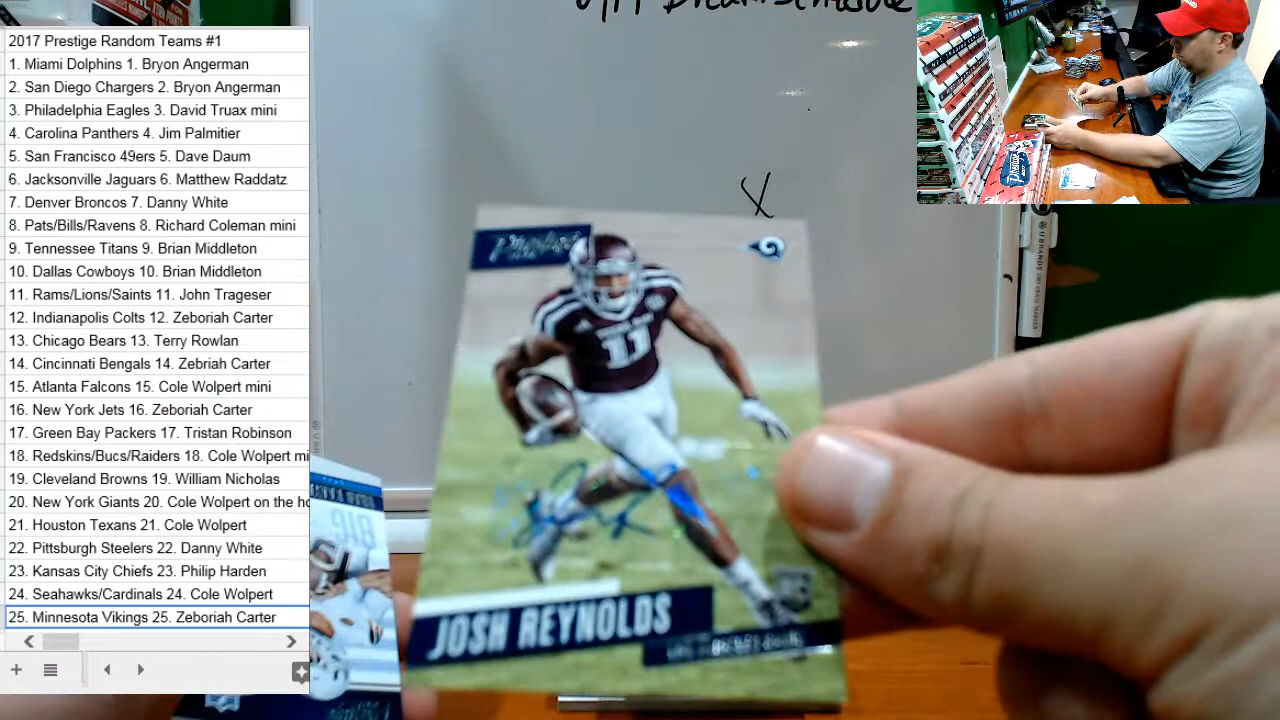 2017 Prestige Random Teams #1
1. Miami Dolphins 1. Bryon Angerman
2. San Diego Chargers 2. Bryon Angerman
3. Philadelphia Eagles 3. David Truax mini
4. Carolina Panthers 4. Jim Palmitier
5. San Francisco 49ers 5. Dave Daum
6. Jacksonville Jaguars 6. Matthew Raddatz
7. Denver Broncos 7. Danny White
8. Pats/Bills/Ravens 8. Richard Coleman mini
9. Tennessee Titans 9. Brian Middleton
10. Dallas Cowboys 10. Brian Middleton
11. Rams/Lions/Saints 11. John Trageser
12. Indianapolis Colts 12. Zeboriah Carter
13. Chicago Bears 13. Terry Rowlan
14. Cincinnati Bengals 14. Zebriah Carter
15. Atlanta Falcons 15. Cole Wolpert mini
16. New York Jets 16. Zeboriah Carter
17. Green Bay Packers 17. Tristan Robinson
18. Redskins/Bucs/Raiders 18. Cole Wolpert mi
19. Cleveland Browns 19. William Nicholas
20. New York Giants 20. Cole Wolpert on the ho
21. Houston Texans 21. Cole Wolpert
22. Pittsburgh Steelers 22. Danny White
23. Kansas City Chiefs 23. Philip Harden
24. Seahawks/Cardinals 24. Cole Wolpert
25. Minnesota Vikings 25. Zeboriah Carter
X
Prestige
11
JOSH REYNOLDS
LOS ANGELES RAMS